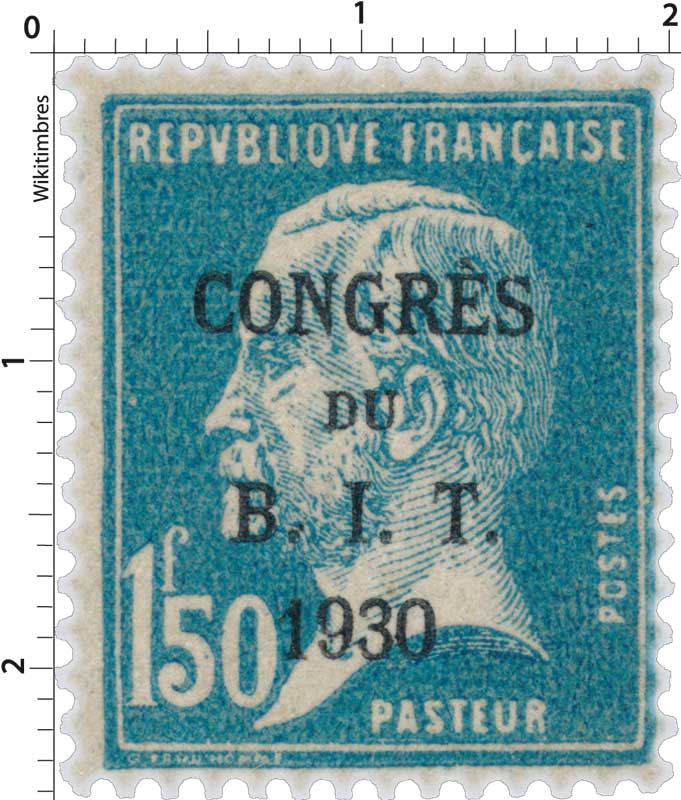 0 1 2
Wikitimbres
REPVBLIQVE FRANÇAISE
CONGRÈS
1
DU
B. I. T.
POSTES
1f50
1930
2
PASTEUR